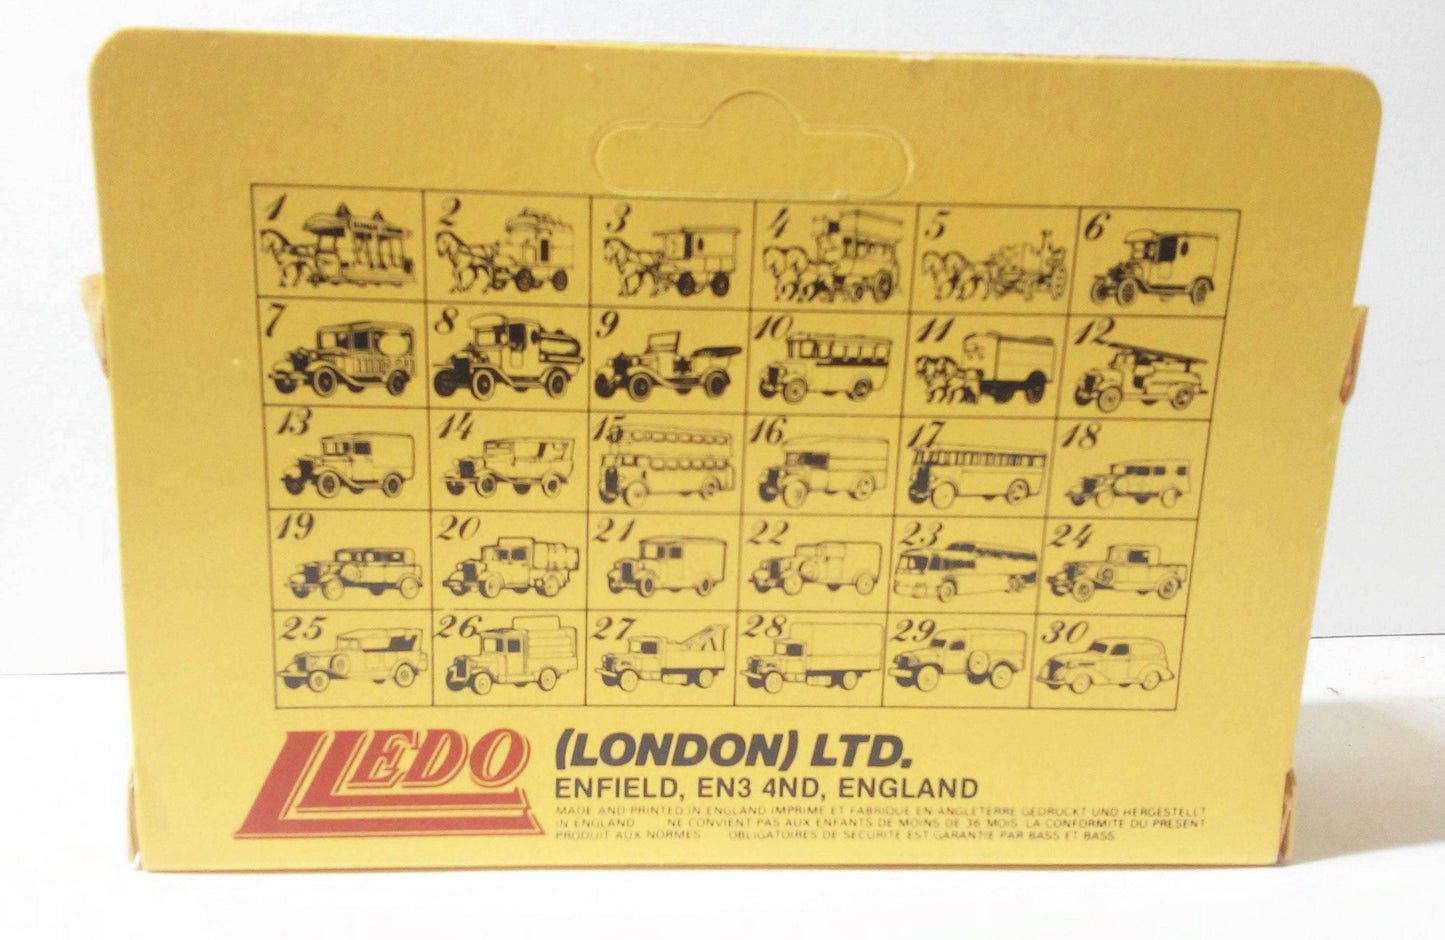 1 2 3 4 5 6
7 8 9 10 11 12
13 14 15 16 17 18
19 20 21 22 23 24
25 26 27 28 29 30
LLEDO (LONDON) LTD.
ENFIELD, EN3 4ND, ENGLAND
MADE AND PRINTED IN ENGLAND IMPRIME ET FABRIQUE EN ANGLETERRE GEDRUCKT UND HERGESTELLT
IN ENGLAND NE CONVIENT PAS AUX ENFANTS DE MOINS DE 36 MOIS LA CONFORMITE DU PRESENT
PRODUIT AUX NORMES OBLIGATOIRES DE SECURITE EST GARANTIE PAR BASS ET BASS